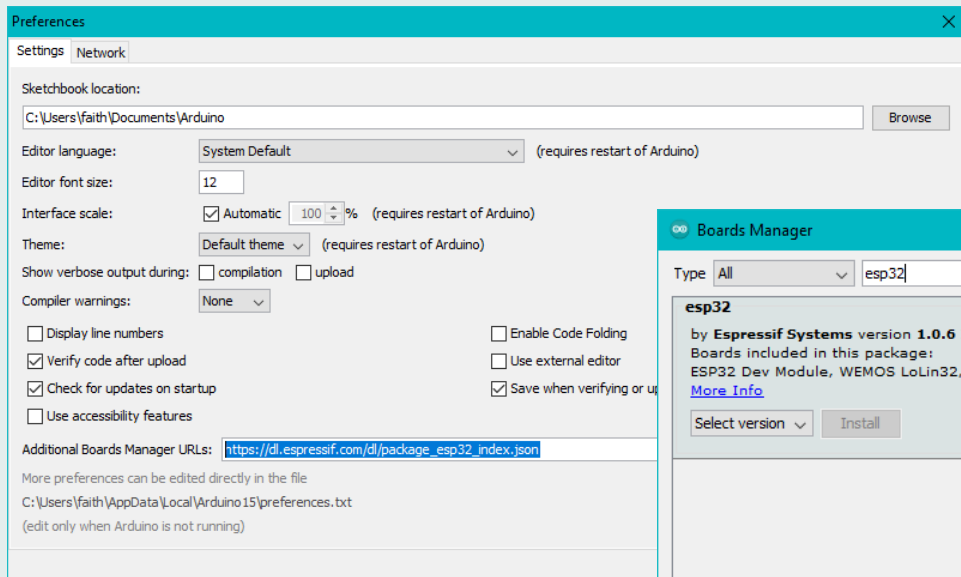 Preferences
Settings Network
Sketchbook location:
C:\Users\faith\Documents\Arduino Browse
Editor language: System Default (requires restart of Arduino)
Editor font size: 12
Interface scale: Automatic 100 % (requires restart of Arduino)
Theme: Default theme (requires restart of Arduino)
Show verbose output during: compilation upload
Compiler warnings: None
Display line numbers Enable Code Folding
Verify code after upload Use external editor
Check for updates on startup Save when verifying or up
Use accessibility features
Additional Boards Manager URLs: https://dl.espressif.com/dl/package_esp32_index.json
More preferences can be edited directly in the file
C:\Users\faith\AppData\Local\Arduino15\preferences.txt
(edit only when Arduino is not running)
Boards Manager
Type All esp32
esp32
by Espressif Systems version 1.0.6
Boards included in this package:
ESP32 Dev Module, WEMOS LoLin32,
More Info
Select version Install